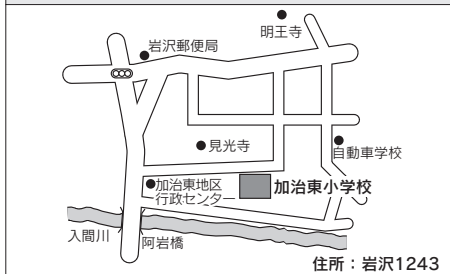 明王寺
岩沢郵便局
見光寺
自動車学校
加治東地区
行政センター
加治東小学校
入間川
阿岩橋
住所：岩沢1243